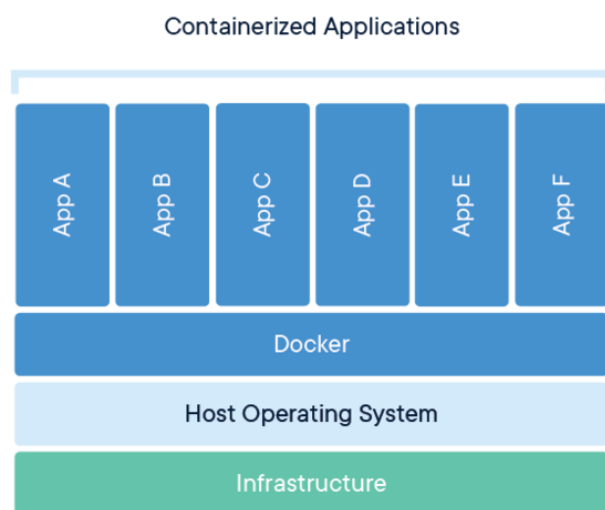 Containerized Applications
App A
App B
App C
App D
App E
App F
Docker
Host Operating System
Infrastructure